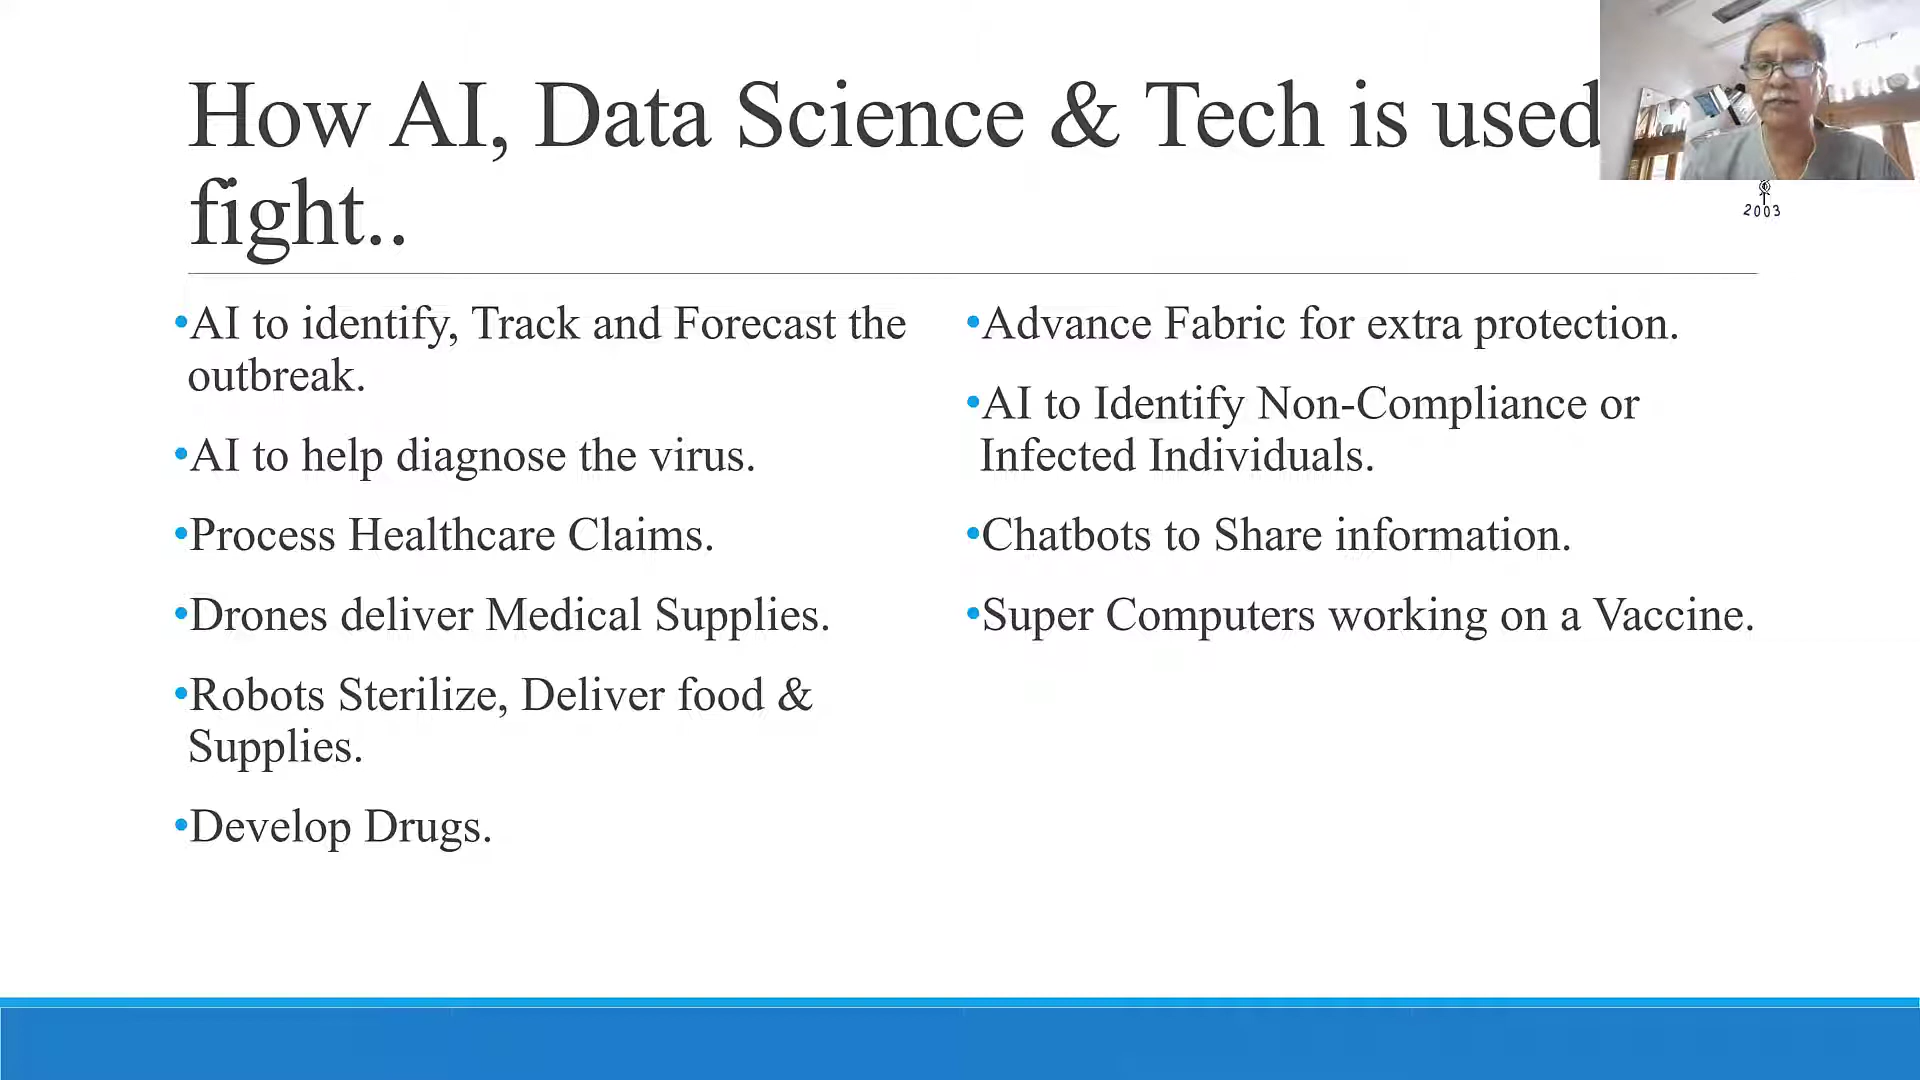 How AI, Data Science & Tech is used
fight..
2003
•AI to identify, Track and Forecast the
outbreak.
•AI to help diagnose the virus.
•Process Healthcare Claims.
•Drones deliver Medical Supplies.
•Robots Sterilize, Deliver food &
Supplies.
•Develop Drugs.
•Advance Fabric for extra protection.
•AI to Identify Non-Compliance or
Infected Individuals.
•Chatbots to Share information.
•Super Computers working on a Vaccine.